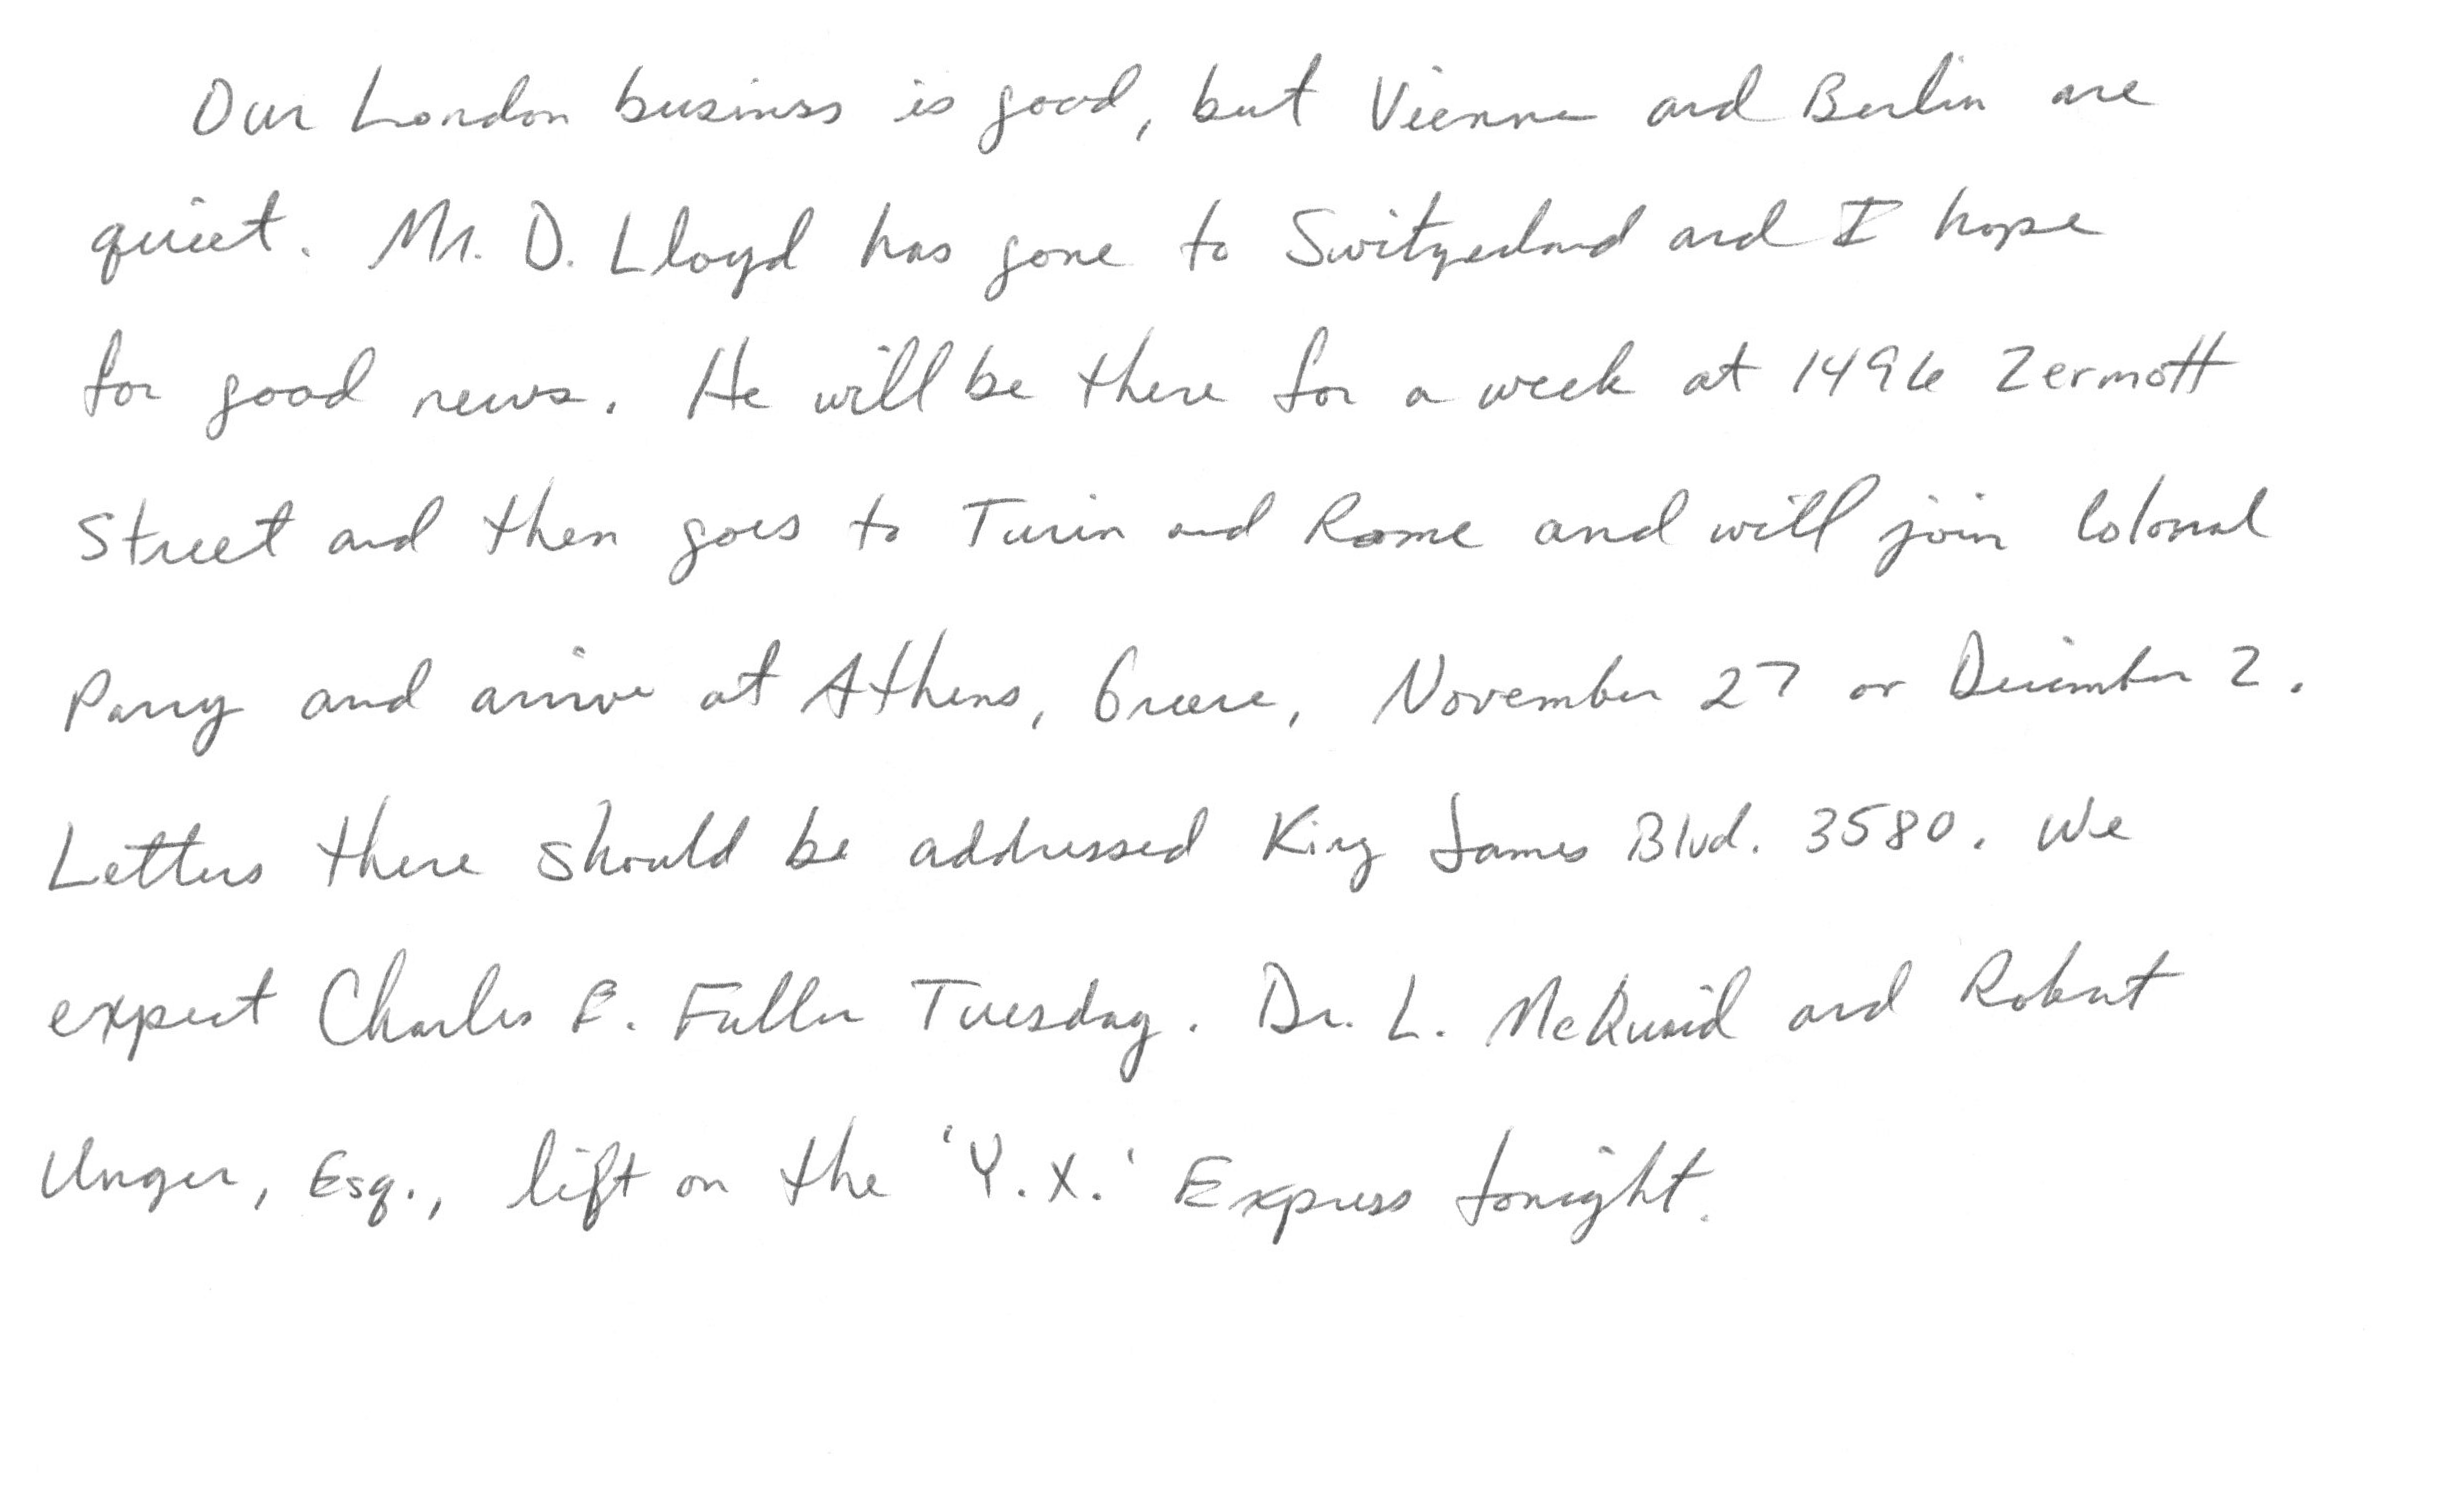 Our London business is good, but Vienna and Berlin are
quiet. Mr. D. Lloyd has gone to Switzerland and I hope
for good news. He will be there for a week at 1496 Zermott
Street and then goes to Turin and Rome and will join Colonel
Parry and arrive at Athens, Greece, November 27 or December 2.
Letters there should be addressed King James Blvd. 3580. We
expect Charles E. Fuller Tuesday. Dr. L. McQuaid and Robert
Unger, Esq., left on the 'Y.X.' Express tonight.